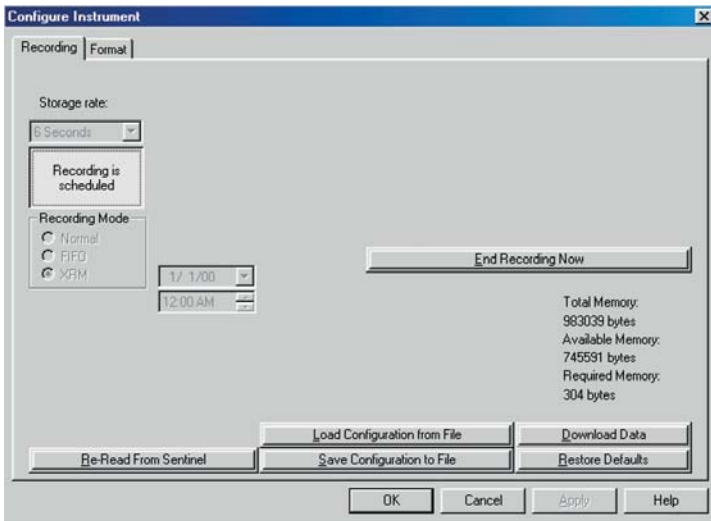 Configure Instrument
Recording
Format
Storage rate:
6 Seconds
Recording is
scheduled
Recording Mode
Normal
FIFO
XRM
1/ 1/00
12:00 AM
End Recording Now
Total Memory:
983039 bytes
Available Memory:
745591 bytes
Required Memory:
304 bytes
Load Configuration from File
Download Data
Re-Read From Sentinel
Save Configuration to File
Restore Defaults
OK
Cancel
Apply
Help